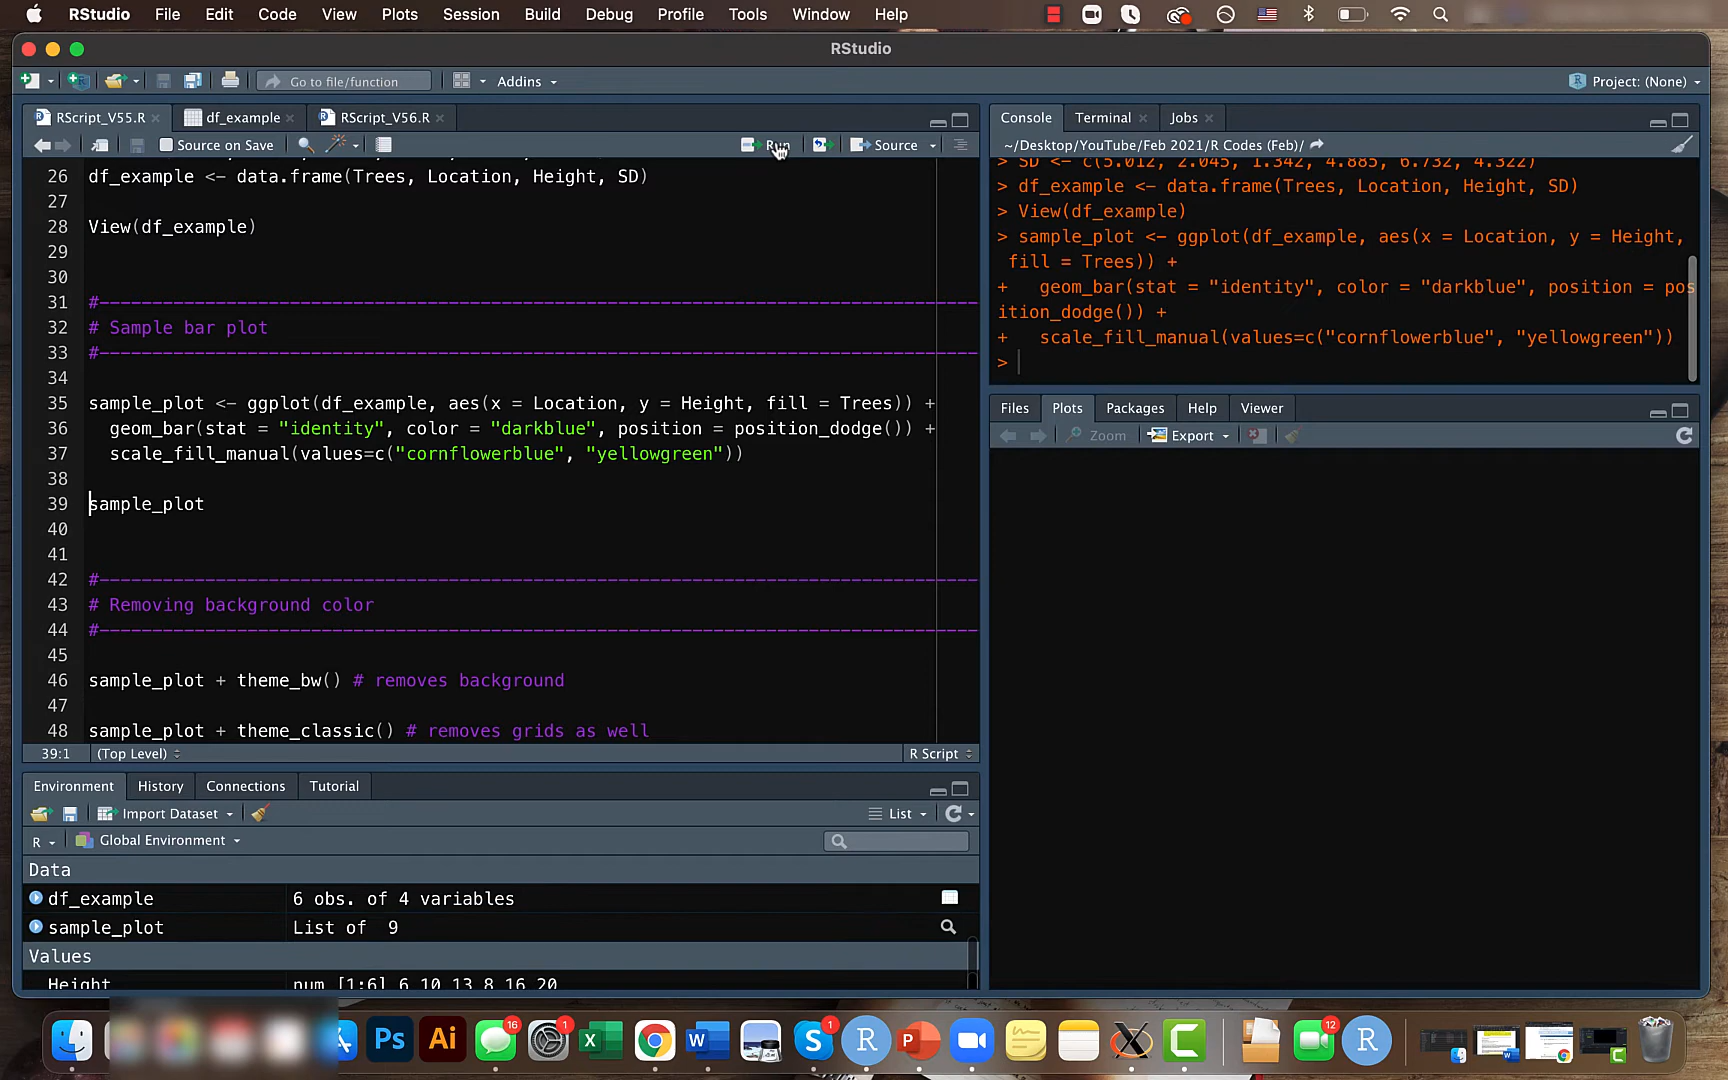 RStudio File Edit Code View Plots Session Build Debug Profile Tools Window Help
RStudio
Go to file/function
Addins
Project: (None)
RScript_V55.R
df_example
RScript_V56.R
Source on Save
Run
Source
26 df_example <- data.frame(Trees, Location, Height, SD)
27
28 View(df_example)
29
30
31 #------------------------------------------------------------------------------------
32 # Sample bar plot
33 #------------------------------------------------------------------------------------
34
35 sample_plot <- ggplot(df_example, aes(x = Location, y = Height, fill = Trees)) +
36 geom_bar(stat = "identity", color = "darkblue", position = position_dodge()) +
37 scale_fill_manual(values=c("cornflowerblue", "yellowgreen"))
38
39 sample_plot
40
41
42 #------------------------------------------------------------------------------------
43 # Removing background color
44 #------------------------------------------------------------------------------------
45
46 sample_plot + theme_bw() # removes background
47
48 sample_plot + theme_classic() # removes grids as well
39:1 (Top Level) R Script
Console Terminal Jobs
~/Desktop/YouTube/Feb 2021/R Codes (Feb)/
> SD <- c(5.012, 2.045, 1.342, 4.885, 6.732, 4.322)
> df_example <- data.frame(Trees, Location, Height, SD)
> View(df_example)
> sample_plot <- ggplot(df_example, aes(x = Location, y = Height,
fill = Trees)) +
+ geom_bar(stat = "identity", color = "darkblue", position = pos
ition_dodge()) +
+ scale_fill_manual(values=c("cornflowerblue", "yellowgreen"))
>
Files Plots Packages Help Viewer
Zoom Export
Environment History Connections Tutorial
Import Dataset List
R Global Environment
Data
df_example 6 obs. of 4 variables
sample_plot List of 9
Values
Height num [1:6] 6 10 13 8 16 20
Ps Ai 16 1 X W S 1 R P 12 R